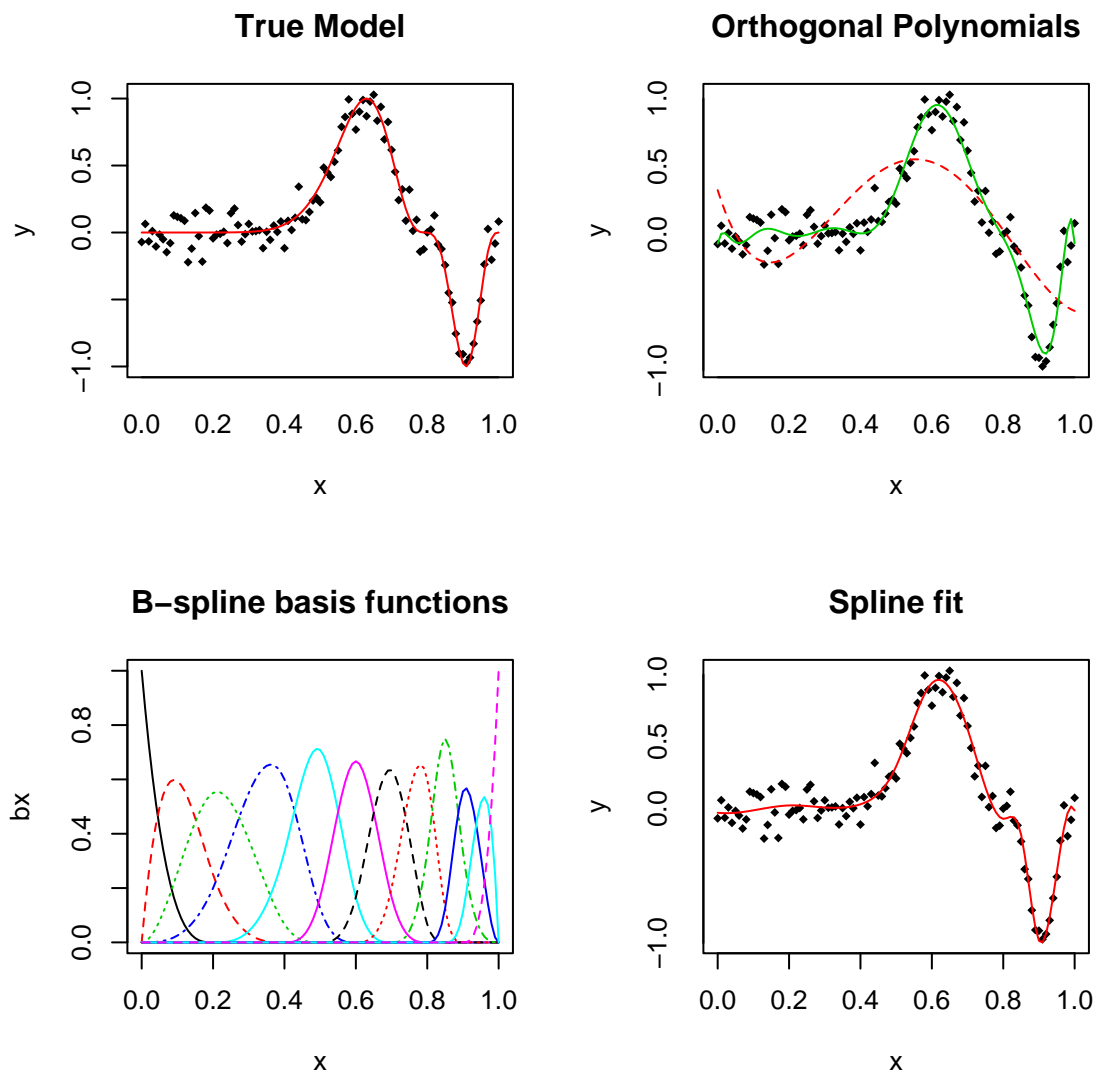 True Model
y
1.0
0.5
0.0
−1.0
0.0 0.2 0.4 0.6 0.8 1.0
x
Orthogonal Polynomials
y
1.0
0.5
0.0
−1.0
0.0 0.2 0.4 0.6 0.8 1.0
x
B−spline basis functions
bx
0.8
0.4
0.0
0.0 0.2 0.4 0.6 0.8 1.0
x
Spline fit
y
1.0
0.5
0.0
−1.0
0.0 0.2 0.4 0.6 0.8 1.0
x